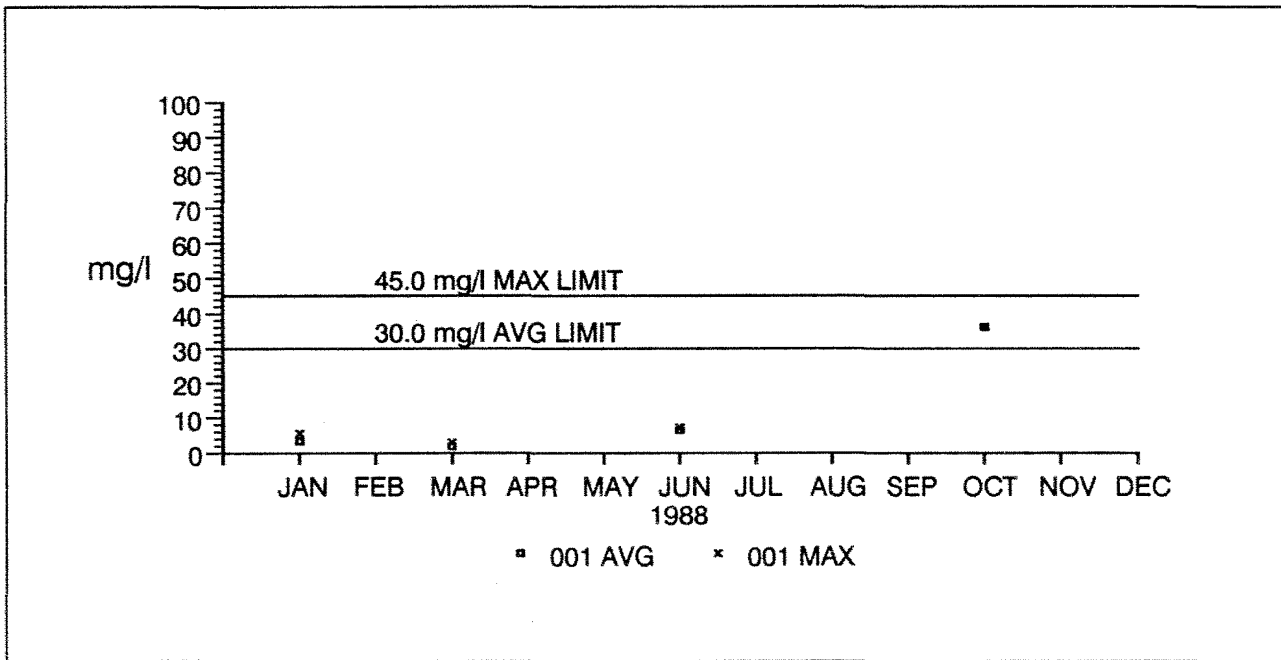 100
90
80
70
60
mg/l
50
45.0 mg/l MAX LIMIT
40
30.0 mg/l AVG LIMIT
30
20
10
0
JAN FEB MAR APR MAY JUN JUL AUG SEP OCT NOV DEC
1988
001 AVG 001 MAX